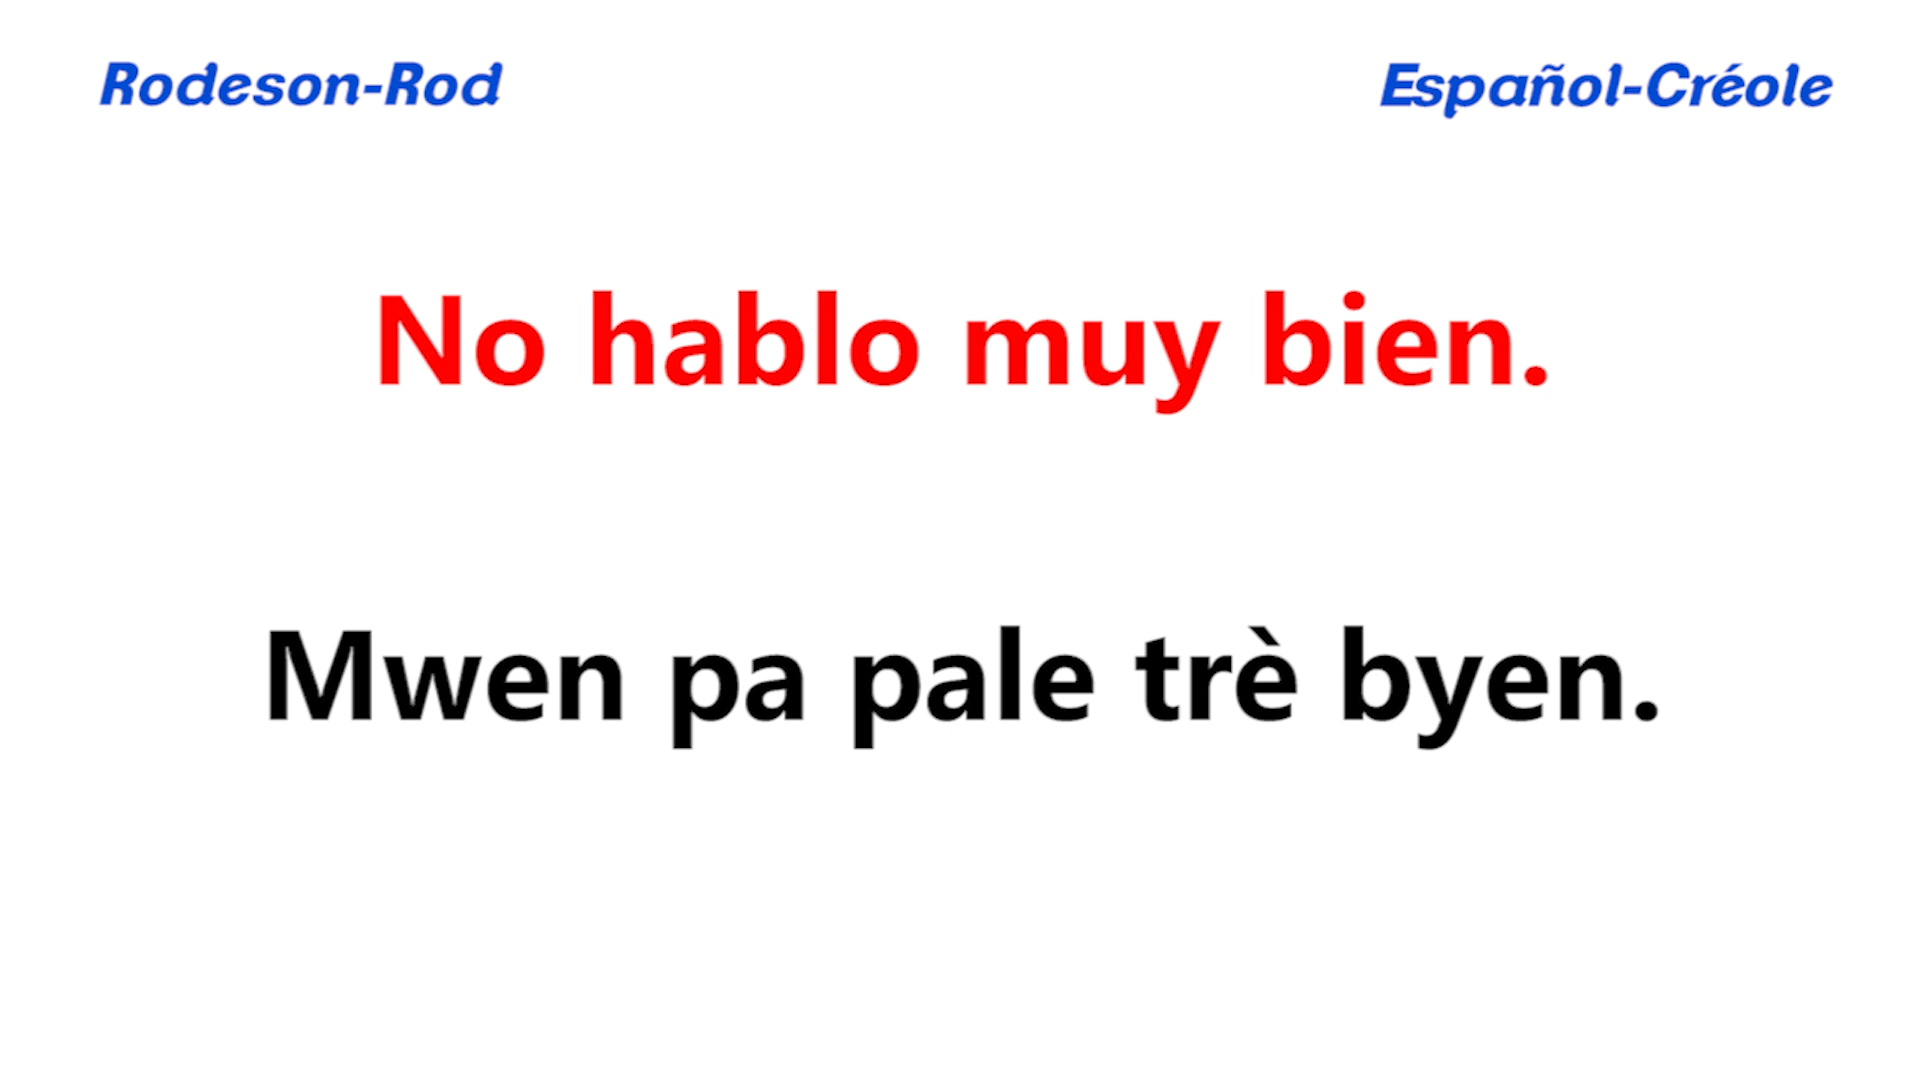 Rodeson-Rod
Español-Créole
No hablo muy bien.
Mwen pa pale trè byen.